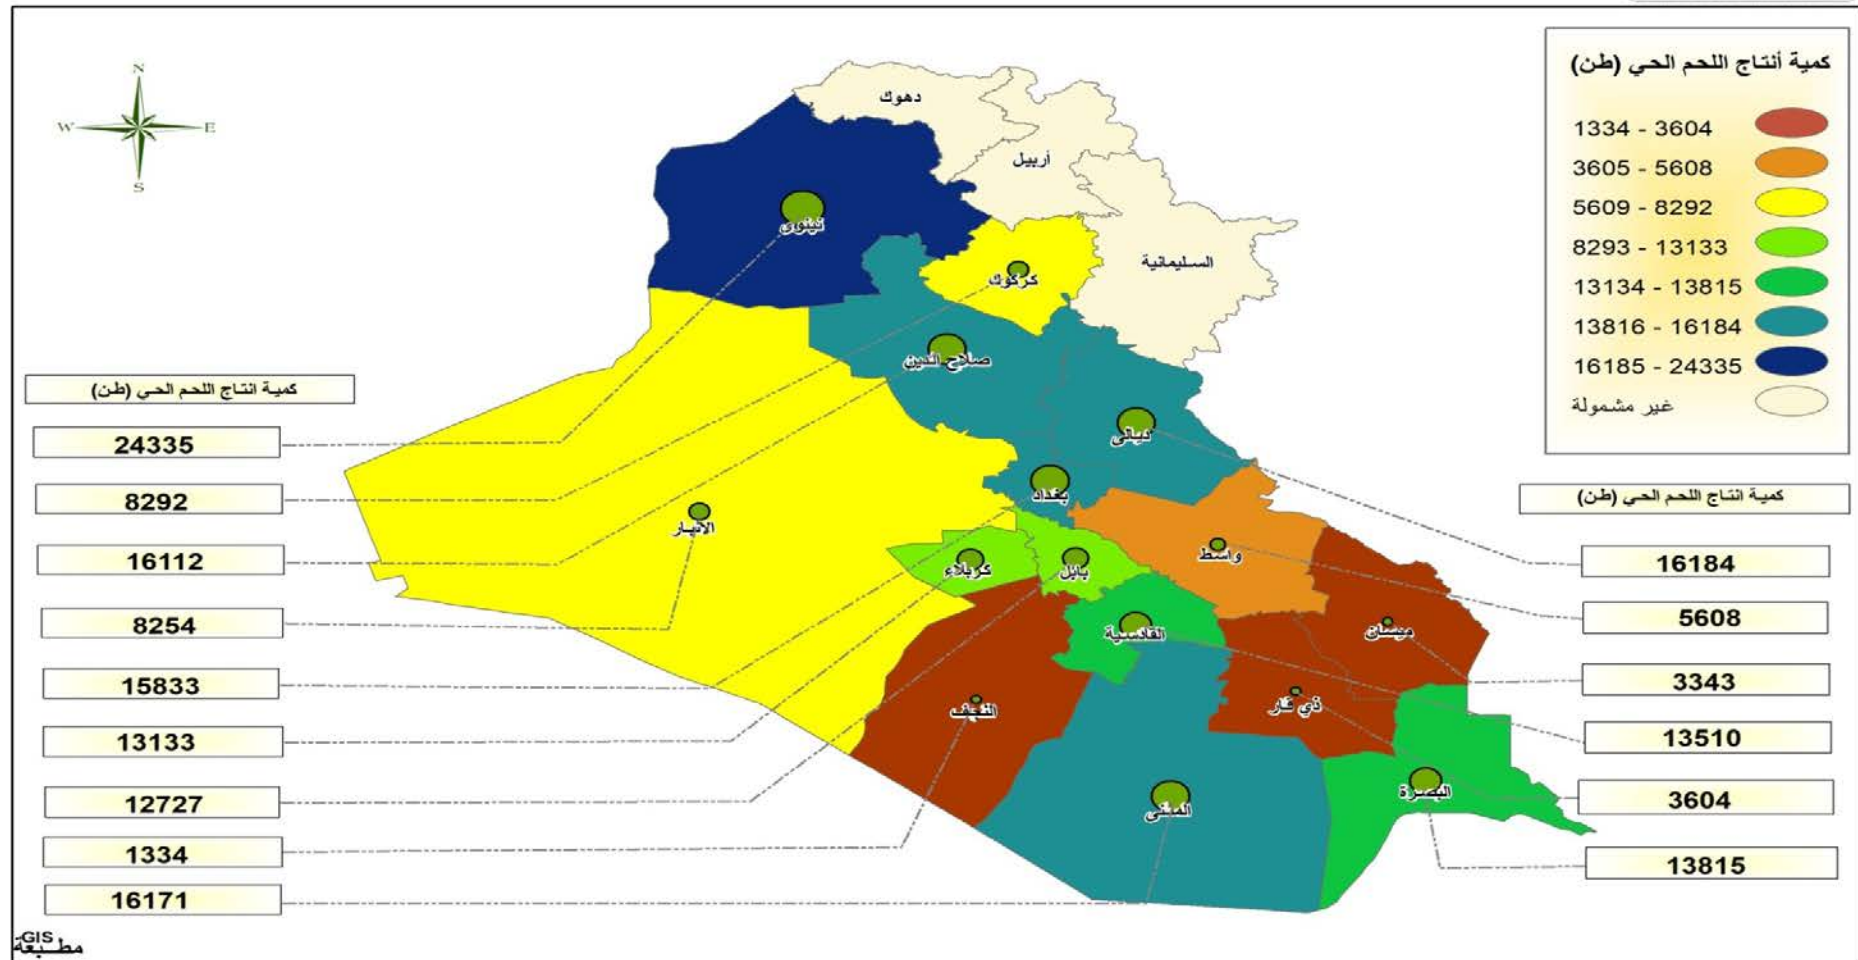 كمية أنتاج اللحم الحي (طن)
1334 - 3604
3605 - 5608
5609 - 8292
8293 - 13133
13134 - 13815
13816 - 16184
16185 - 24335
غير مشمولة
N
W
E
S
دهوك
أربيل
السليمانية
نينوى
كركوك
صلاح الدين
ديالى
بغداد
الانبار
واسط
كربلاء
بابل
القادسية
ميسان
النجف
ذي قار
المثنى
البصرة
كمية انتاج اللحم الحي (طن)
24335
8292
16112
8254
15833
13133
12727
1334
16171
كمية انتاج اللحم الحي (طن)
16184
5608
3343
13510
3604
13815
GIS
مطبعة